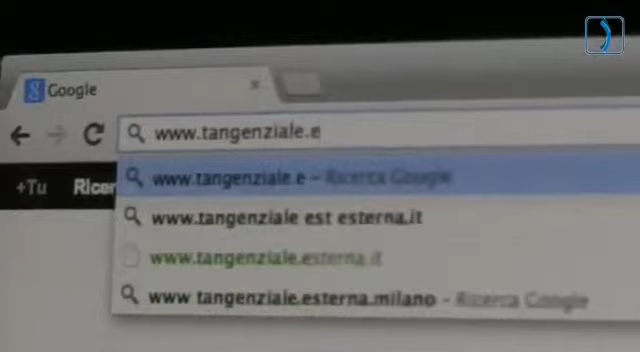 Google
www.tangenziale.e
+Tu Ricer
www.tangenziale.e - Ricerca Google
www.tangenziale est esterna.it
www.tangenziale.esterna.it
www tangenziale.esterna.milano - Ricerca Google